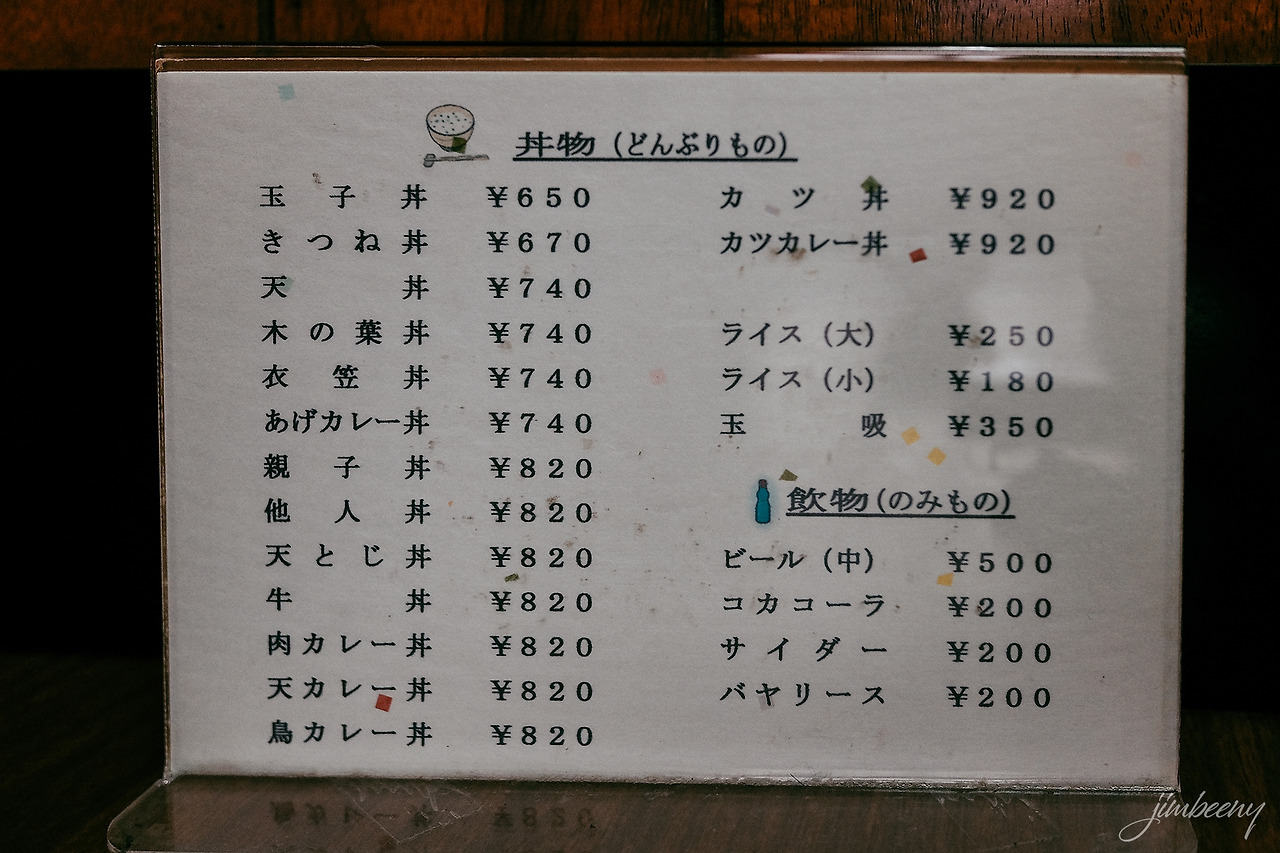 丼物（どんぶりもの）
玉子丼 ￥650
きつね丼 ￥670
天丼 ￥740
木の葉丼 ￥740
衣笠丼 ￥740
あげカレー丼 ￥740
親子丼 ￥820
他人丼 ￥820
天とじ丼 ￥820
牛丼 ￥820
肉カレー丼 ￥820
天カレー丼 ￥820
鳥カレー丼 ￥820
カツ丼 ￥920
カツカレー丼 ￥920
ライス（大） ￥250
ライス（小） ￥180
玉吸 ￥350
飲物（のみもの）
ビール（中） ￥500
コカコーラ ￥200
サイダー ￥200
バヤリース ￥200
jimbeeny